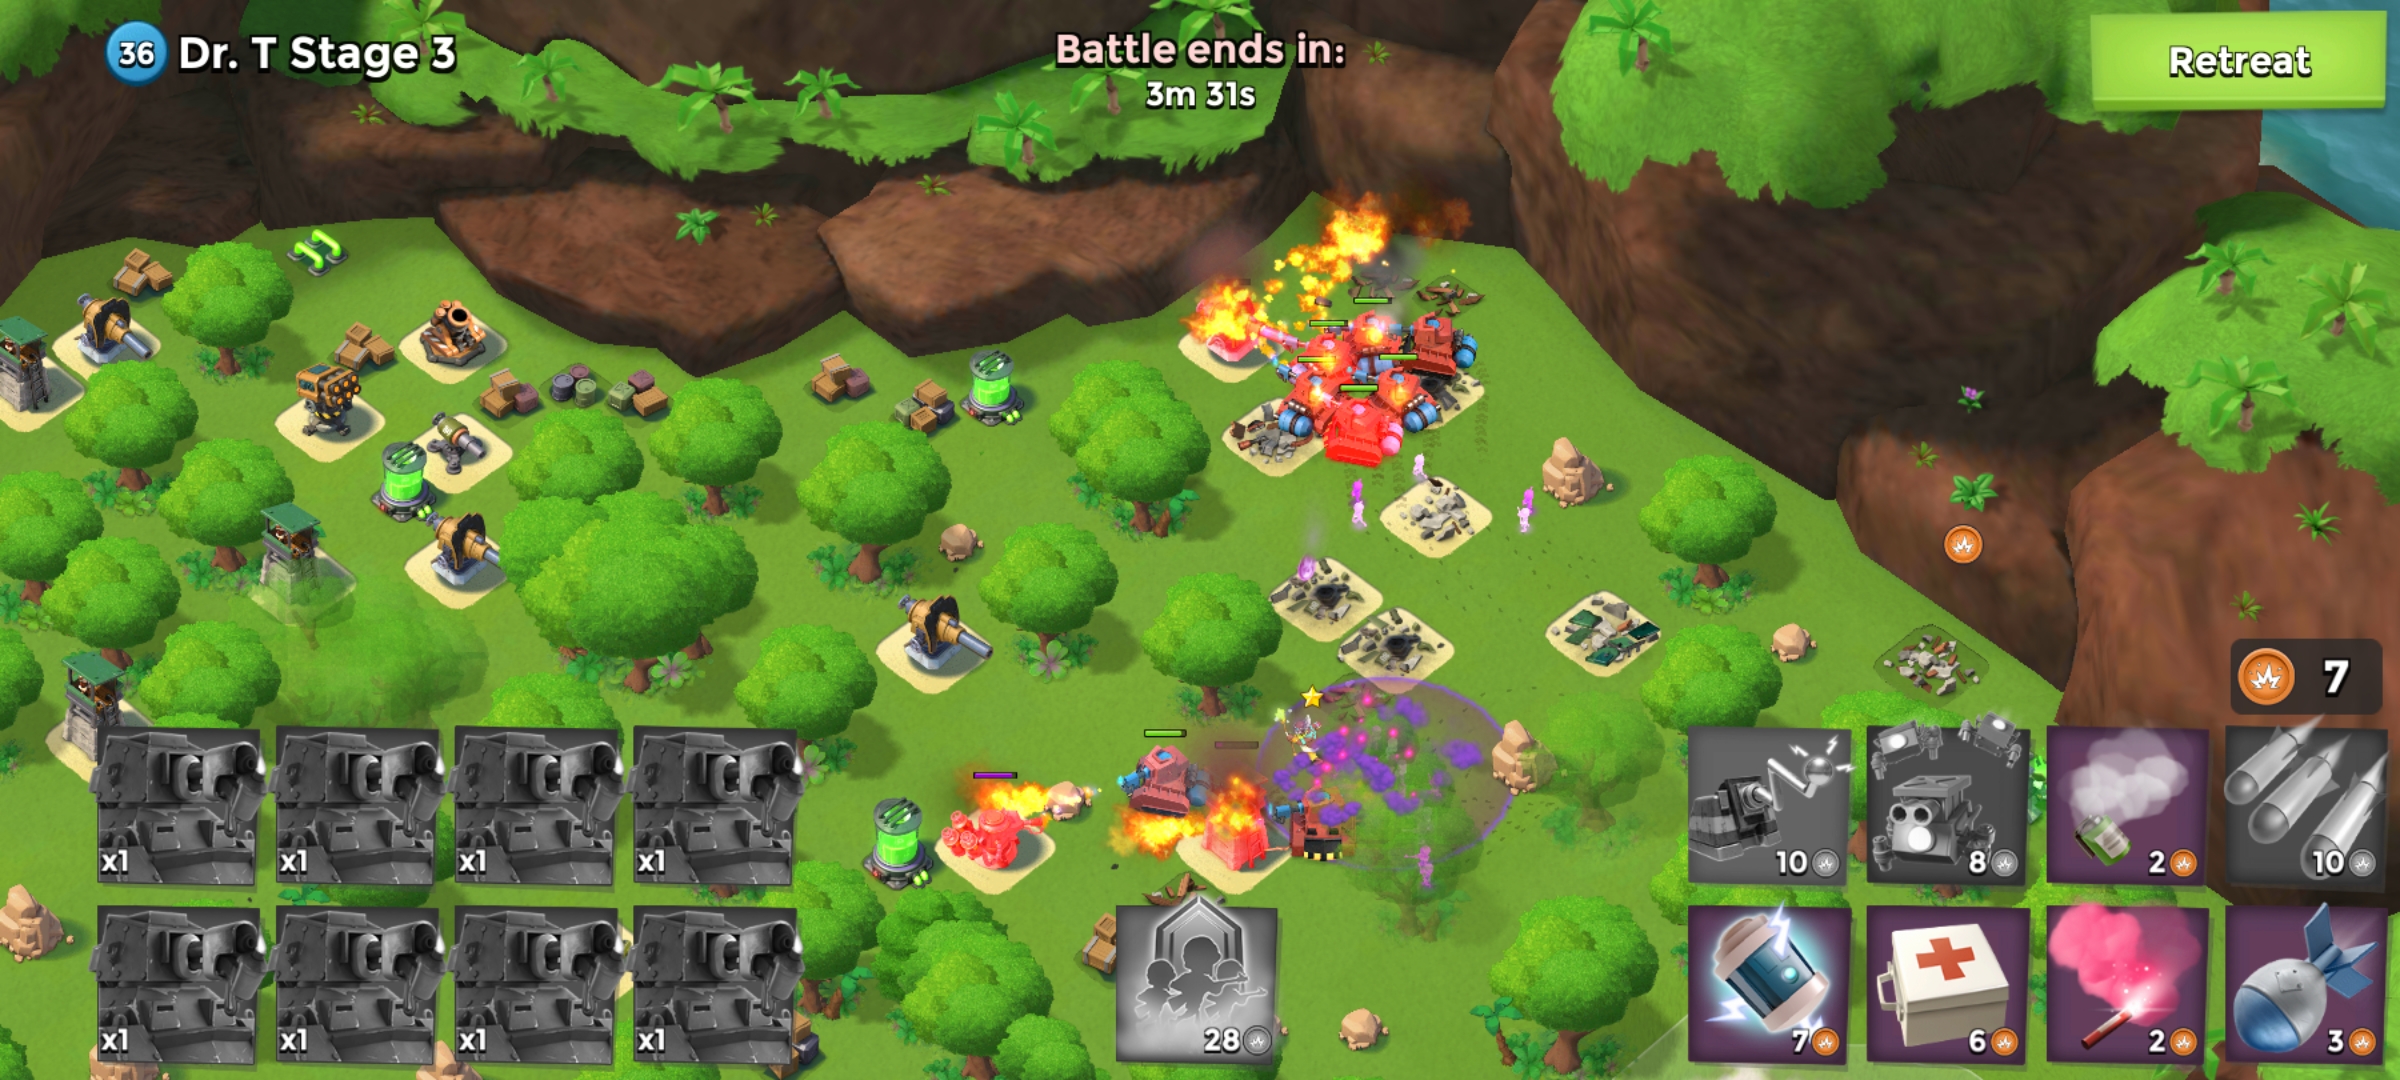 36 Dr. T Stage 3
Battle ends in:
3m 31s
Retreat
7
x1 x1 x1 x1
10 8 2 10
x1 x1 x1 x1
28
7 6 2 3